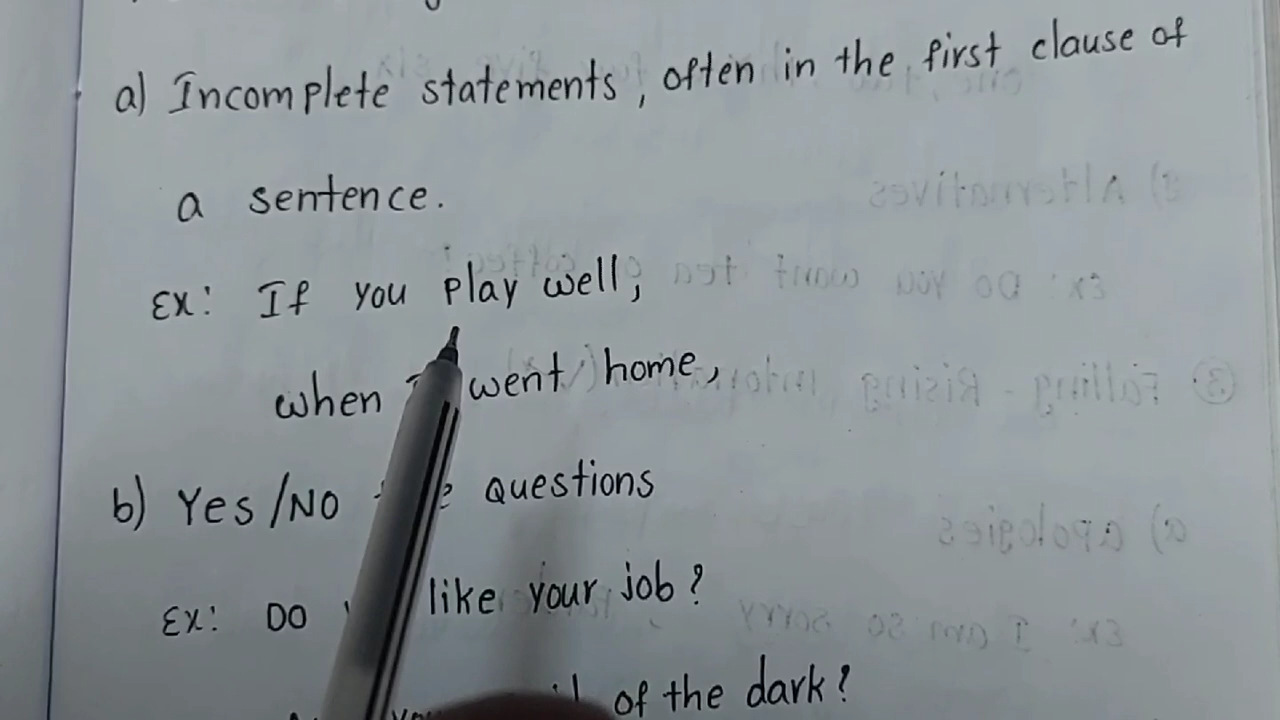 a) Incomplete statements, often in the first clause of
a sentence.
Ex: If you play well,
when went home,
b) Yes/No questions
Ex: Do like your job?
of the dark?